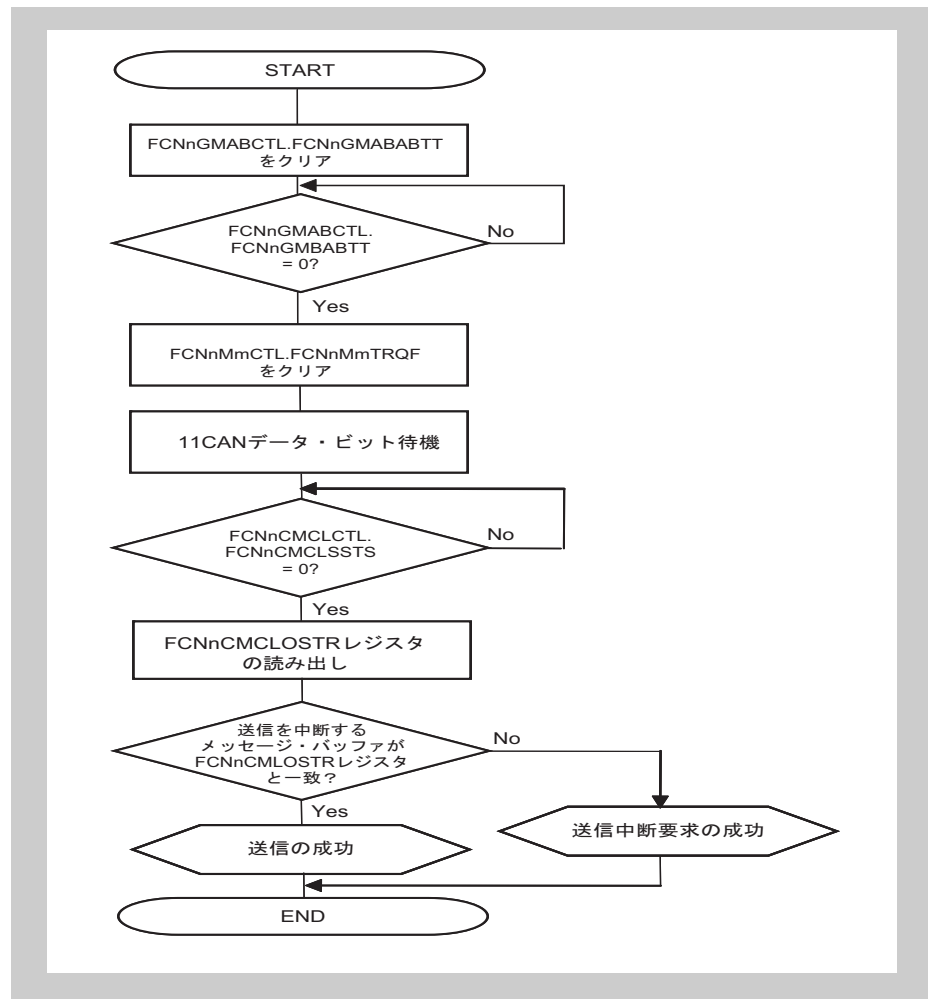 START
FCNnGMABCTL.FCNnGMABABTT
をクリア
FCNnGMABCTL.
FCNnGMBABTT
= 0?
No
Yes
FCNnMmCTL.FCNnMmTRQF
をクリア
11CANデータ・ビット待機
FCNnCMCLCTL.
FCNnCMCLSSTS
= 0?
No
Yes
FCNnCMCLOSTRレジスタ
の読み出し
送信を中断する
メッセージ・バッファが
FCNnCMLOSTRレジスタ
と一致？
No
Yes
送信の成功
送信中断要求の成功
END